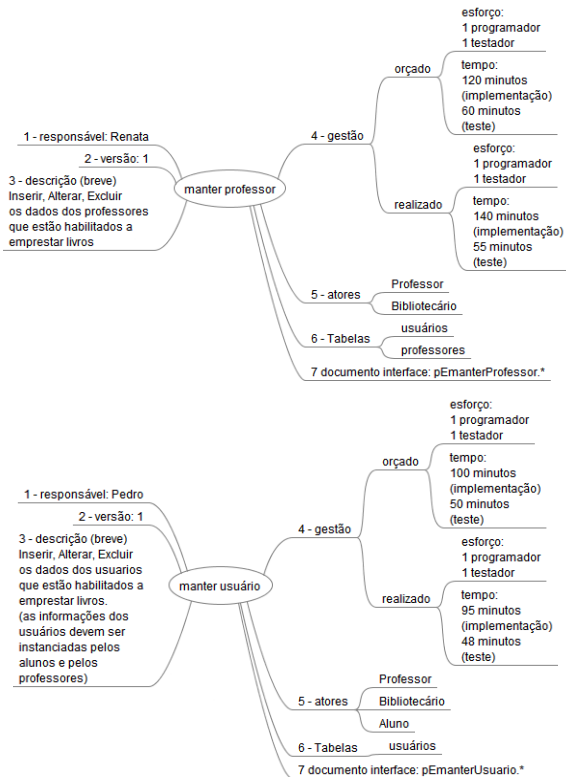 manter professor
1 - responsável: Renata
2 - versão: 1
3 - descrição (breve)
Inserir, Alterar, Excluir
os dados dos professores
que estão habilitados a
emprestar livros
4 - gestão
orçado
esforço:
1 programador
1 testador
tempo:
120 minutos
(implementação)
60 minutos
(teste)
realizado
esforço:
1 programador
1 testador
tempo:
140 minutos
(implementação)
55 minutos
(teste)
5 - atores
Professor
Bibliotecário
6 - Tabelas
usuários
professores
7 documento interface: pEmanterProfessor.*
manter usuário
1 - responsável: Pedro
2 - versão: 1
3 - descrição (breve)
Inserir, Alterar, Excluir
os dados dos usuarios
que estão habilitados a
emprestar livros.
(as informações dos
usuários devem ser
instanciadas pelos
alunos e pelos
professores)
4 - gestão
orçado
esforço:
1 programador
1 testador
tempo:
100 minutos
(implementação)
50 minutos
(teste)
realizado
esforço:
1 programador
1 testador
tempo:
95 minutos
(implementação)
48 minutos
(teste)
5 - atores
Professor
Bibliotecário
Aluno
6 - Tabelas
usuários
7 documento interface: pEmanterUsuario.*